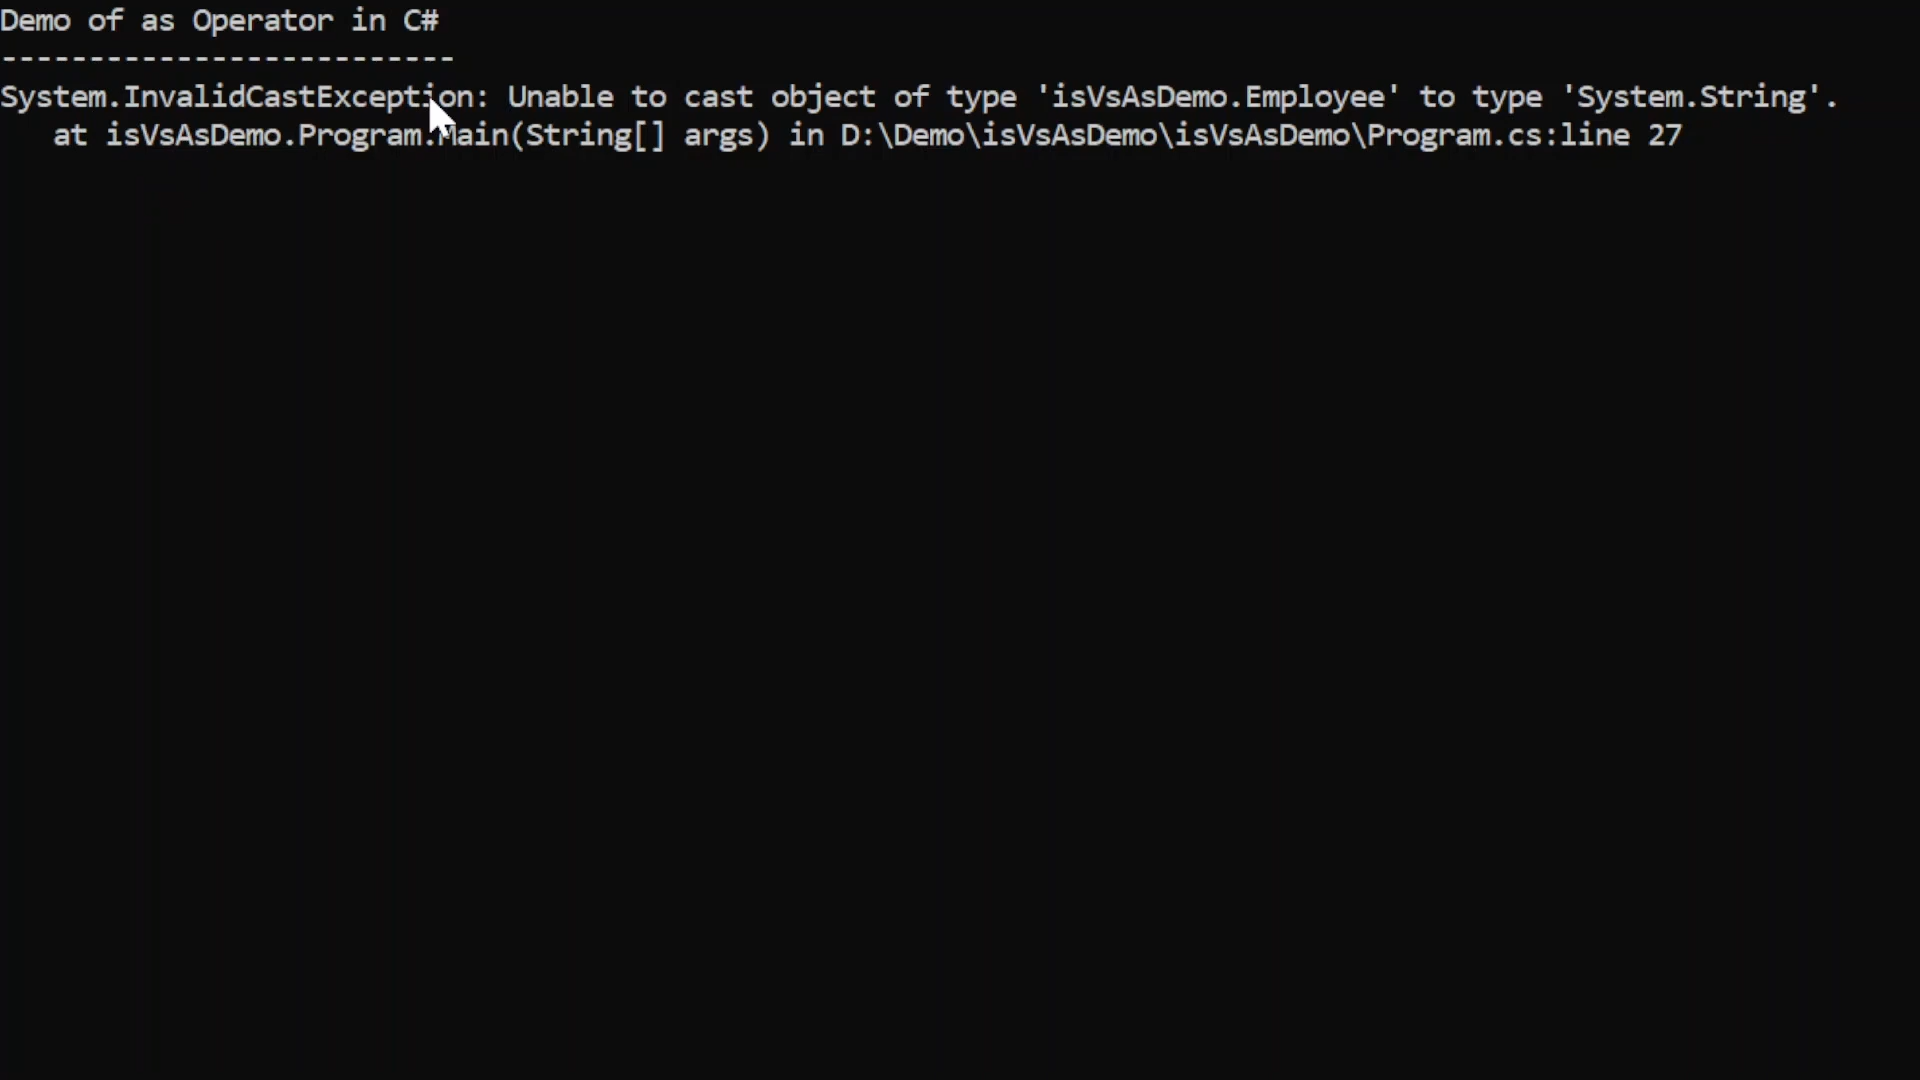 Demo of as Operator in C#
--------------------------
System.InvalidCastException: Unable to cast object of type 'isVsAsDemo.Employee' to type 'System.String'.
   at isVsAsDemo.Program.Main(String[] args) in D:\Demo\isVsAsDemo\isVsAsDemo\Program.cs:line 27